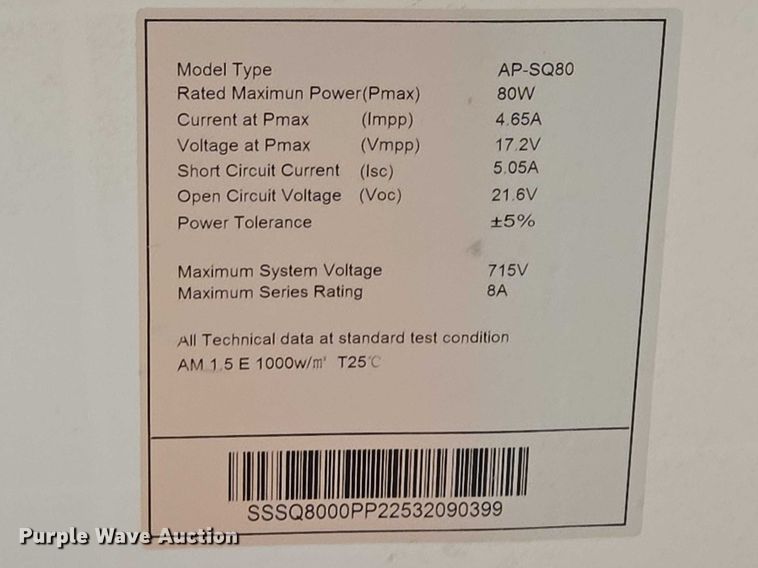 Model Type AP-SQ80
Rated Maximun Power(Pmax) 80W
Current at Pmax (Impp) 4.65A
Voltage at Pmax (Vmpp) 17.2V
Short Circuit Current (Isc) 5.05A
Open Circuit Voltage (Voc) 21.6V
Power Tolerance ±5%
Maximum System Voltage 715V
Maximum Series Rating 8A
All Technical data at standard test condition
AM 1.5 E 1000w/㎡ T25℃
SSSQ8000PP22532090399
Purple Wave Auction